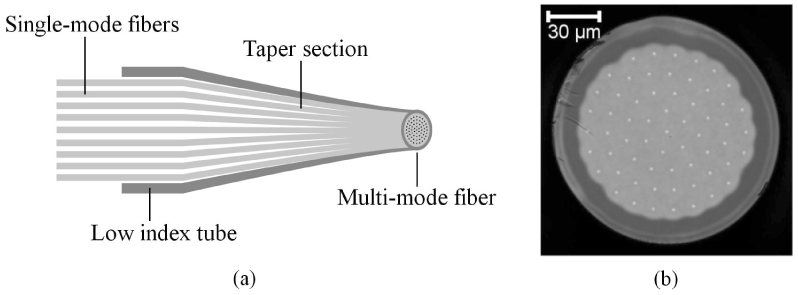 Single-mode fibers
Taper section
Multi-mode fiber
Low index tube
(a)
30 μm
(b)